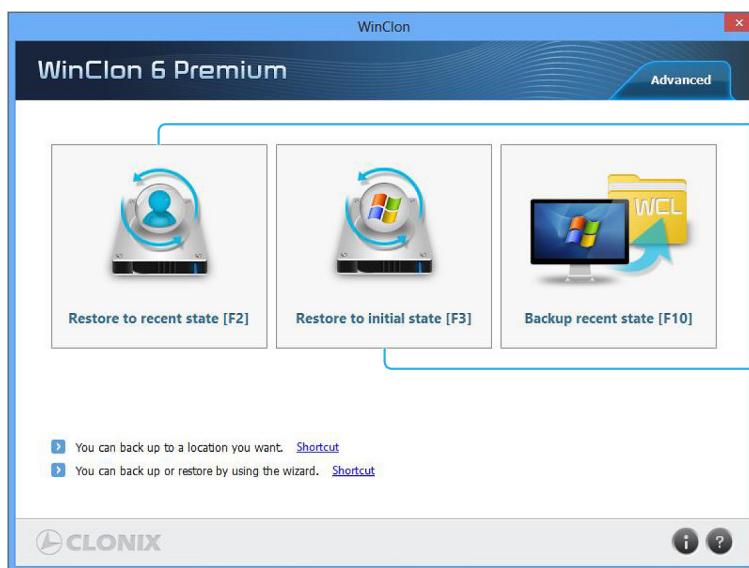 WinClon
WinClon 6 Premium
Advanced
WCL
Restore to recent state [F2]
Restore to initial state [F3]
Backup recent state [F10]
You can back up to a location you want. Shortcut
You can back up or restore by using the wizard. Shortcut
CLONIX